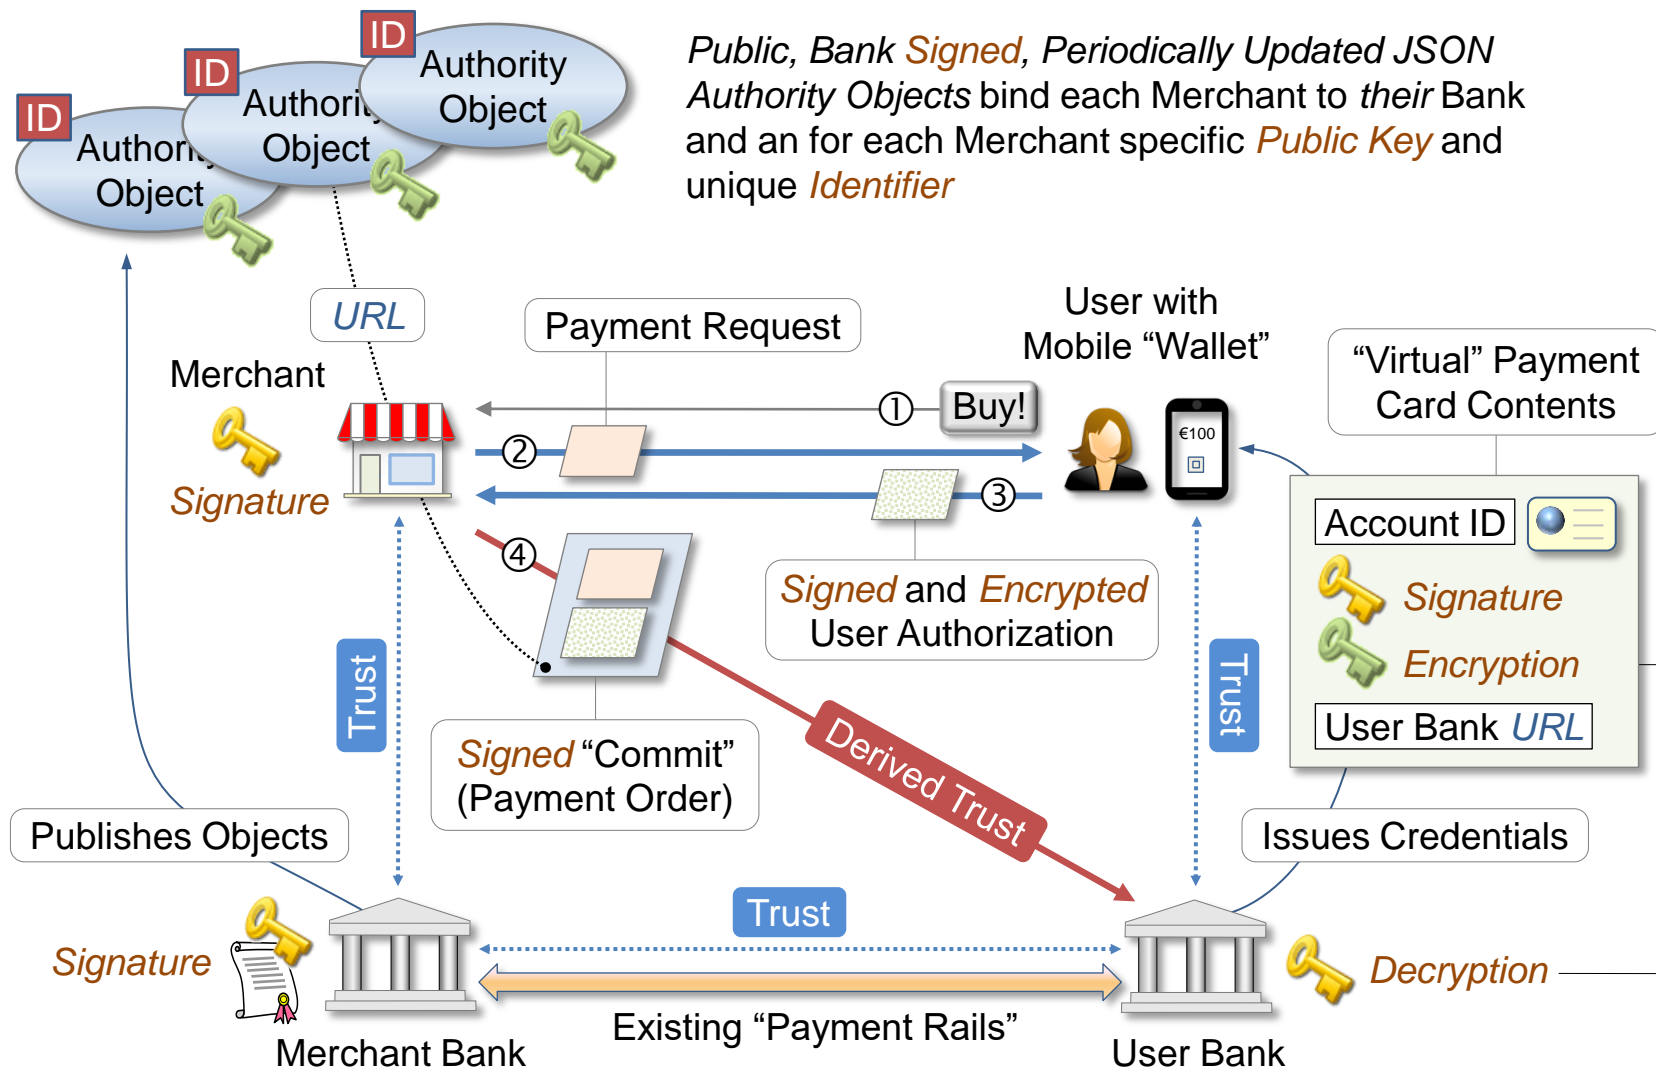 ID
Authority
Object
ID
Authority
Object
ID
Authority
Object
Public, Bank Signed, Periodically Updated JSON
Authority Objects bind each Merchant to their Bank
and an for each Merchant specific Public Key and
unique Identifier
URL
Payment Request
User with
Mobile “Wallet”
“Virtual” Payment
Card Contents
Merchant
Signature
① Buy!
②
③
④
€100
Account ID
Signature
Encryption
User Bank URL
Signed and Encrypted
User Authorization
Trust
Trust
Derived Trust
Signed “Commit”
(Payment Order)
Publishes Objects
Issues Credentials
Trust
Signature
Decryption
Existing “Payment Rails”
Merchant Bank
User Bank